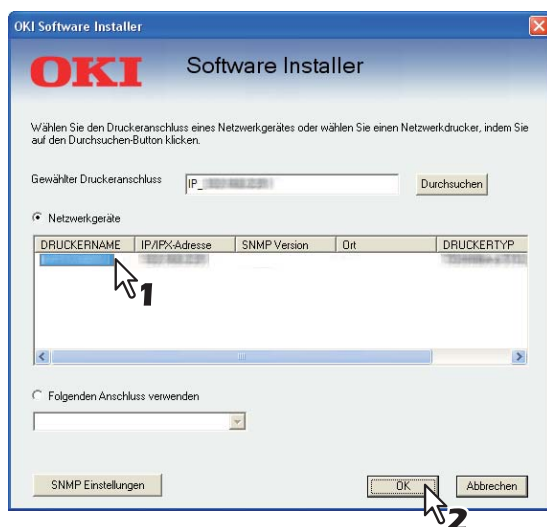 OKI Software Installer
OKI
Software Installer
Wählen Sie den Druckeranschluss eines Netzwerkgerätes oder wählen Sie einen Netzwerkdrucker, indem Sie
auf den Durchsuchen-Button klicken.
Gewählter Druckeranschluss
IP_
Durchsuchen
Netzwerkgeräte
DRUCKERNAME IP/IPX-Adresse SNMP Version Ort DRUCKERTYP
1
Folgenden Anschluss verwenden
SNMP Einstellungen
OK
Abbrechen
2